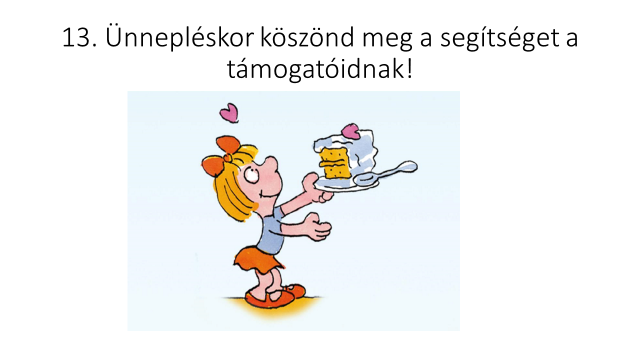 13. Ünnepléskor köszönd meg a segítséget a
támogatóidnak!